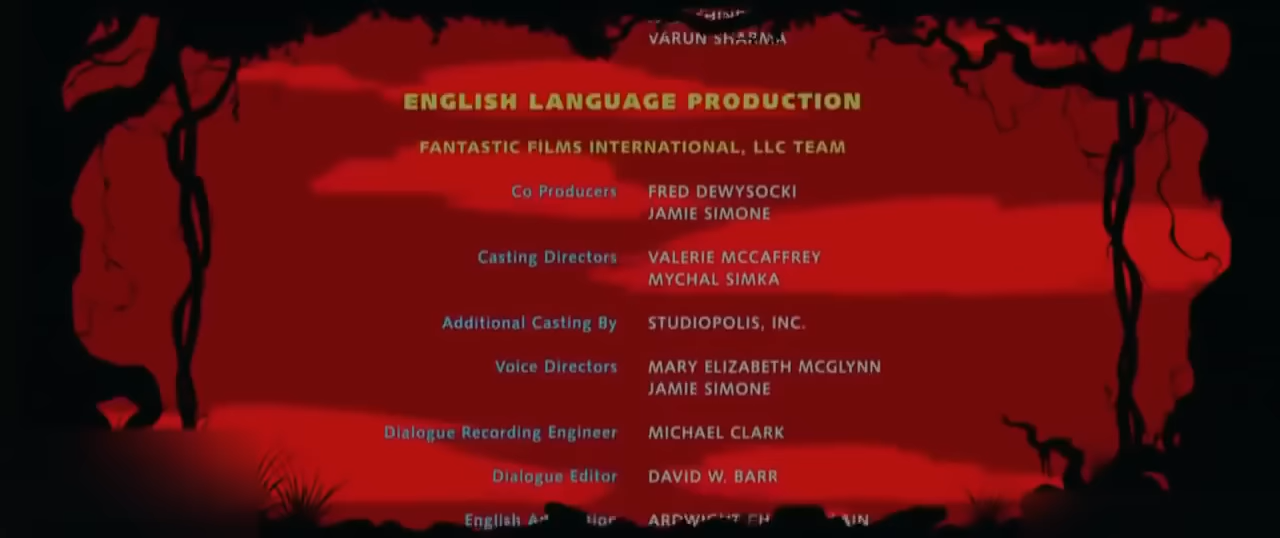 VARUN SHARMA
ENGLISH LANGUAGE PRODUCTION
FANTASTIC FILMS INTERNATIONAL, LLC TEAM
Co Producers FRED DEWYSOCKI
JAMIE SIMONE
Casting Directors VALERIE MCCAFFREY
MYCHAL SIMKA
Additional Casting By STUDIOPOLIS, INC.
Voice Directors MARY ELIZABETH MCGLYNN
JAMIE SIMONE
Dialogue Recording Engineer MICHAEL CLARK
Dialogue Editor DAVID W. BARR
English